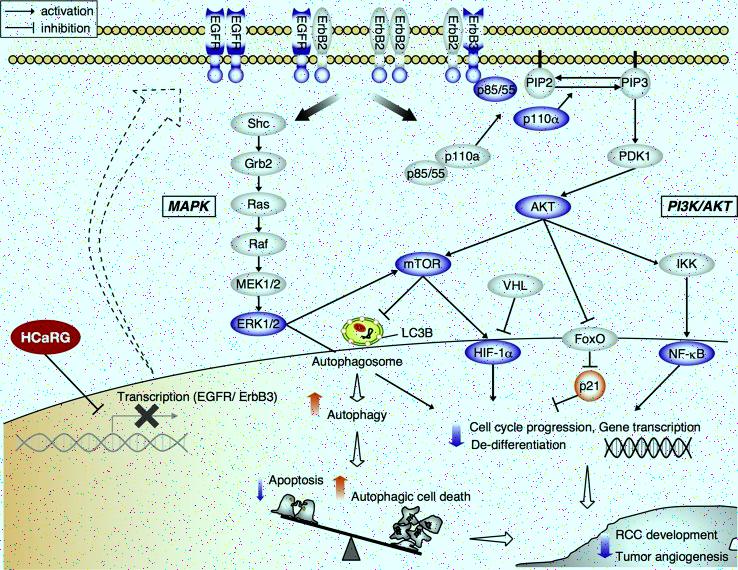 activation
inhibition
EGFR
EGFR
EGFR
ErbB2
ErbB2
ErbB2
ErbB2
ErbB3
p85/55
PIP2
PIP3
p110α
Shc
Grb2
p110a
p85/55
PDK1
MAPK
Ras
AKT
PI3K/AKT
Raf
mTOR
IKK
MEK1/2
VHL
ERK1/2
LC3B
HCaRG
FoxO
HIF-1α
NF-κB
Autophagosome
p21
Transcription (EGFR/ ErbB3)
Autophagy
Cell cycle progression, Gene transcription
De-differentiation
Apoptosis
Autophagic cell death
RCC development
Tumor angiogenesis